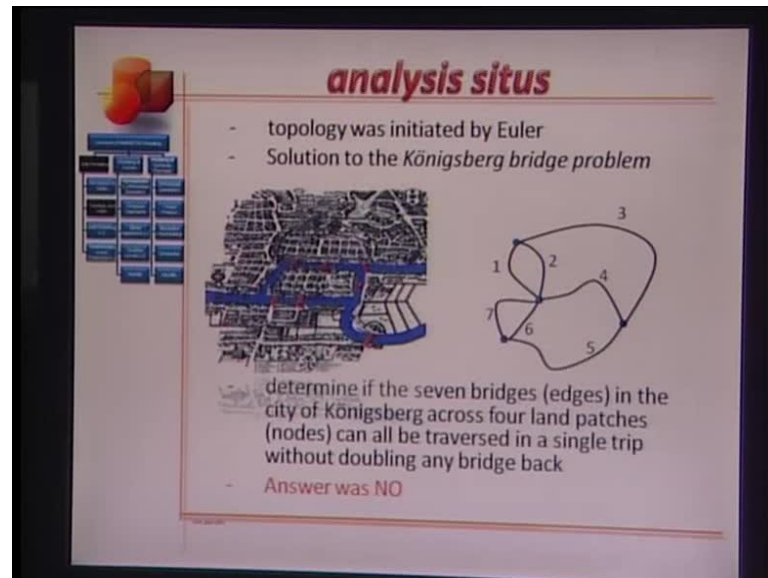 analysis situs
- topology was initiated by Euler
- Solution to the Königsberg bridge problem
3
1
2
4
7
6
5
- determine if the seven bridges (edges) in the
city of Königsberg across four land patches
(nodes) can all be traversed in a single trip
without doubling any bridge back
- Answer was NO